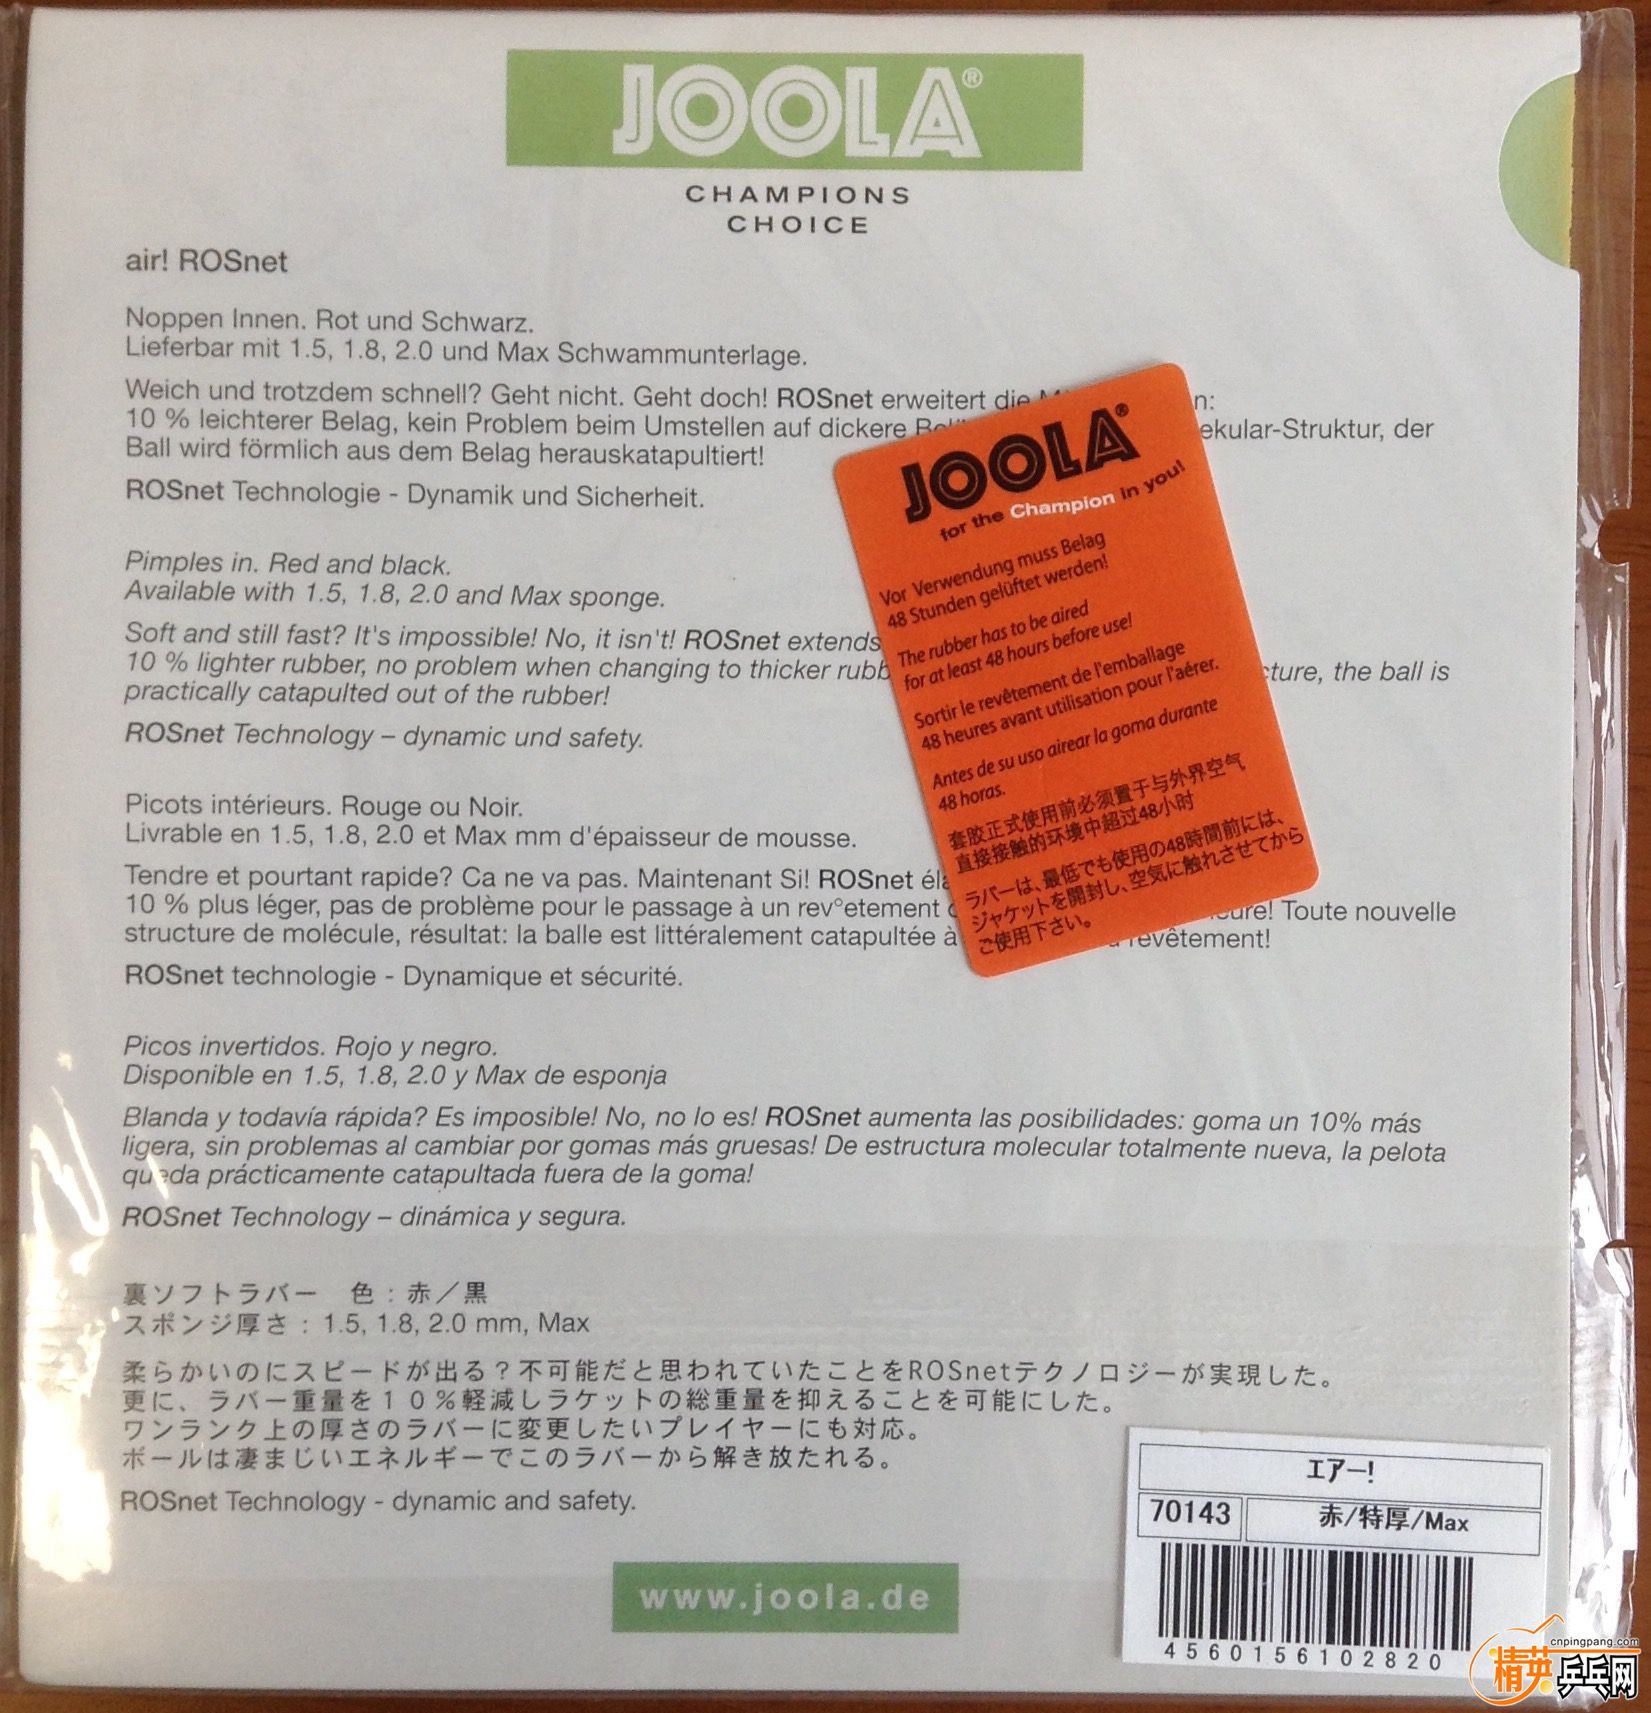 JOOLA®
CHAMPIONS
CHOICE
air! ROSnet
Noppen Innen. Rot und Schwarz.
Lieferbar mit 1.5, 1.8, 2.0 und Max Schwammunterlage.
Weich und trotzdem schnell? Geht nicht. Geht doch! ROSnet erweitert die
10 % leichterer Belag, kein Problem beim Umstellen auf dickere ekular-Struktur, der
Ball wird förmlich aus dem Belag herauskatapultiert!
ROSnet Technologie - Dynamik und Sicherheit.
Pimples in. Red and black.
Available with 1.5, 1.8, 2.0 and Max sponge.
Soft and still fast? It's impossible! No, it isn't! ROSnet extends
10 % lighter rubber, no problem when changing to thicker rubb cture, the ball is
practically catapulted out of the rubber!
ROSnet Technology – dynamic und safety.
Picots intérieurs. Rouge ou Noir.
Livrable en 1.5, 1.8, 2.0 et Max mm d'épaisseur de mousse.
Tendre et pourtant rapide? Ca ne va pas. Maintenant Si! ROSnet éla
10 % plus léger, pas de problème pour le passage à un rev°etement eure! Toute nouvelle
structure de molécule, résultat: la balle est littéralement catapultée à revêtement!
ROSnet technologie - Dynamique et sécurité.
Picos invertidos. Rojo y negro.
Disponible en 1.5, 1.8, 2.0 y Max de esponja
Blanda y todavía rápida? Es imposible! No, no lo es! ROSnet aumenta las posibilidades: goma un 10% más
ligera, sin problemas al cambiar por gomas más gruesas! De estructura molecular totalmente nueva, la pelota
queda prácticamente catapultada fuera de la goma!
ROSnet Technology – dinámica y segura.
裏ソフトラバー 色：赤／黒
スポンジ厚さ：1.5, 1.8, 2.0 mm, Max
柔らかいのにスピードが出る？不可能だと思われていたことをROSnetテクノロジーが実現した。
更に、ラバー重量を１０％軽減しラケットの総重量を抑えることを可能にした。
ワンランク上の厚さのラバーに変更したいプレイヤーにも対応。
ボールは凄まじいエネルギーでこのラバーから解き放たれる。
ROSnet Technology - dynamic and safety.
www.joola.de
JOOLA®
for the Champion in you!
Vor Verwendung muss Belag
48 Stunden gelüftet werden!
The rubber has to be aired
for at least 48 hours before use!
Sortir le revêtement de l'emballage
48 heures avant utilisation pour l'aérer.
Antes de su uso airear la goma durante
48 horas.
套胶正式使用前必须置于与外界空气
直接接触的环境中超过48小时
ラバーは、最低でも使用の48時間前には、
ジャケットを開封し、空気に触れさせてから
ご使用下さい。
エアー!
70143 赤/特厚/Max
4560156102820
cnpingpang.com
精英乒乓网